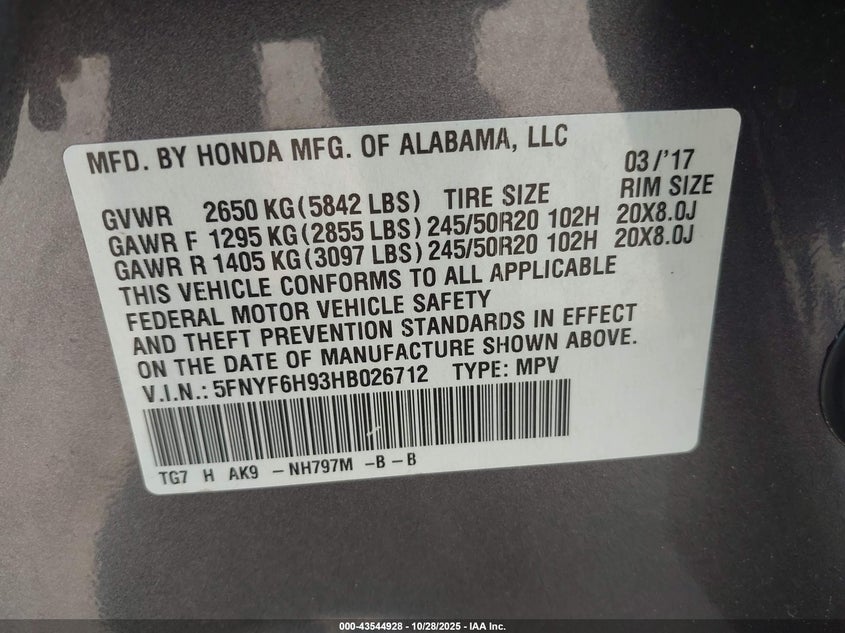 MFD. BY HONDA MFG. OF ALABAMA, LLC 03/'17
GVWR 2650 KG(5842 LBS) TIRE SIZE RIM SIZE
GAWR F 1295 KG(2855 LBS) 245/50R20 102H 20X8.0J
GAWR R 1405 KG(3097 LBS) 245/50R20 102H 20X8.0J
THIS VEHICLE CONFORMS TO ALL APPLICABLE
FEDERAL MOTOR VEHICLE SAFETY
AND THEFT PREVENTION STANDARDS IN EFFECT
ON THE DATE OF MANUFACTURE SHOWN ABOVE.
V.I.N.: 5FNYF6H93HB026712 TYPE: MPV
TG7 H AK9 -NH797M -B-B
000-43544928 - 10/28/2025 - IAA Inc.